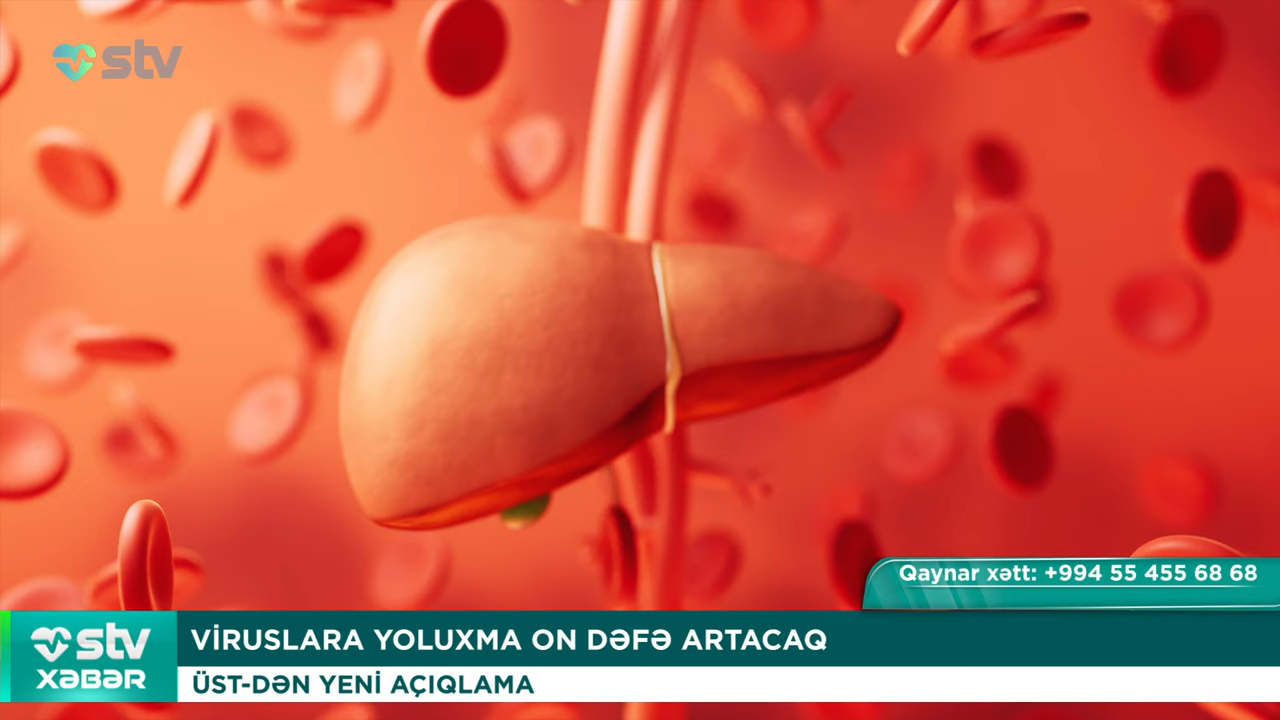 stv
Qaynar xətt: +994 55 455 68 68
stv
XƏBƏR
VİRUSLARA YOLUXMA ON DƏFƏ ARTACAQ
ÜST-DƏN YENİ AÇIQLAMA